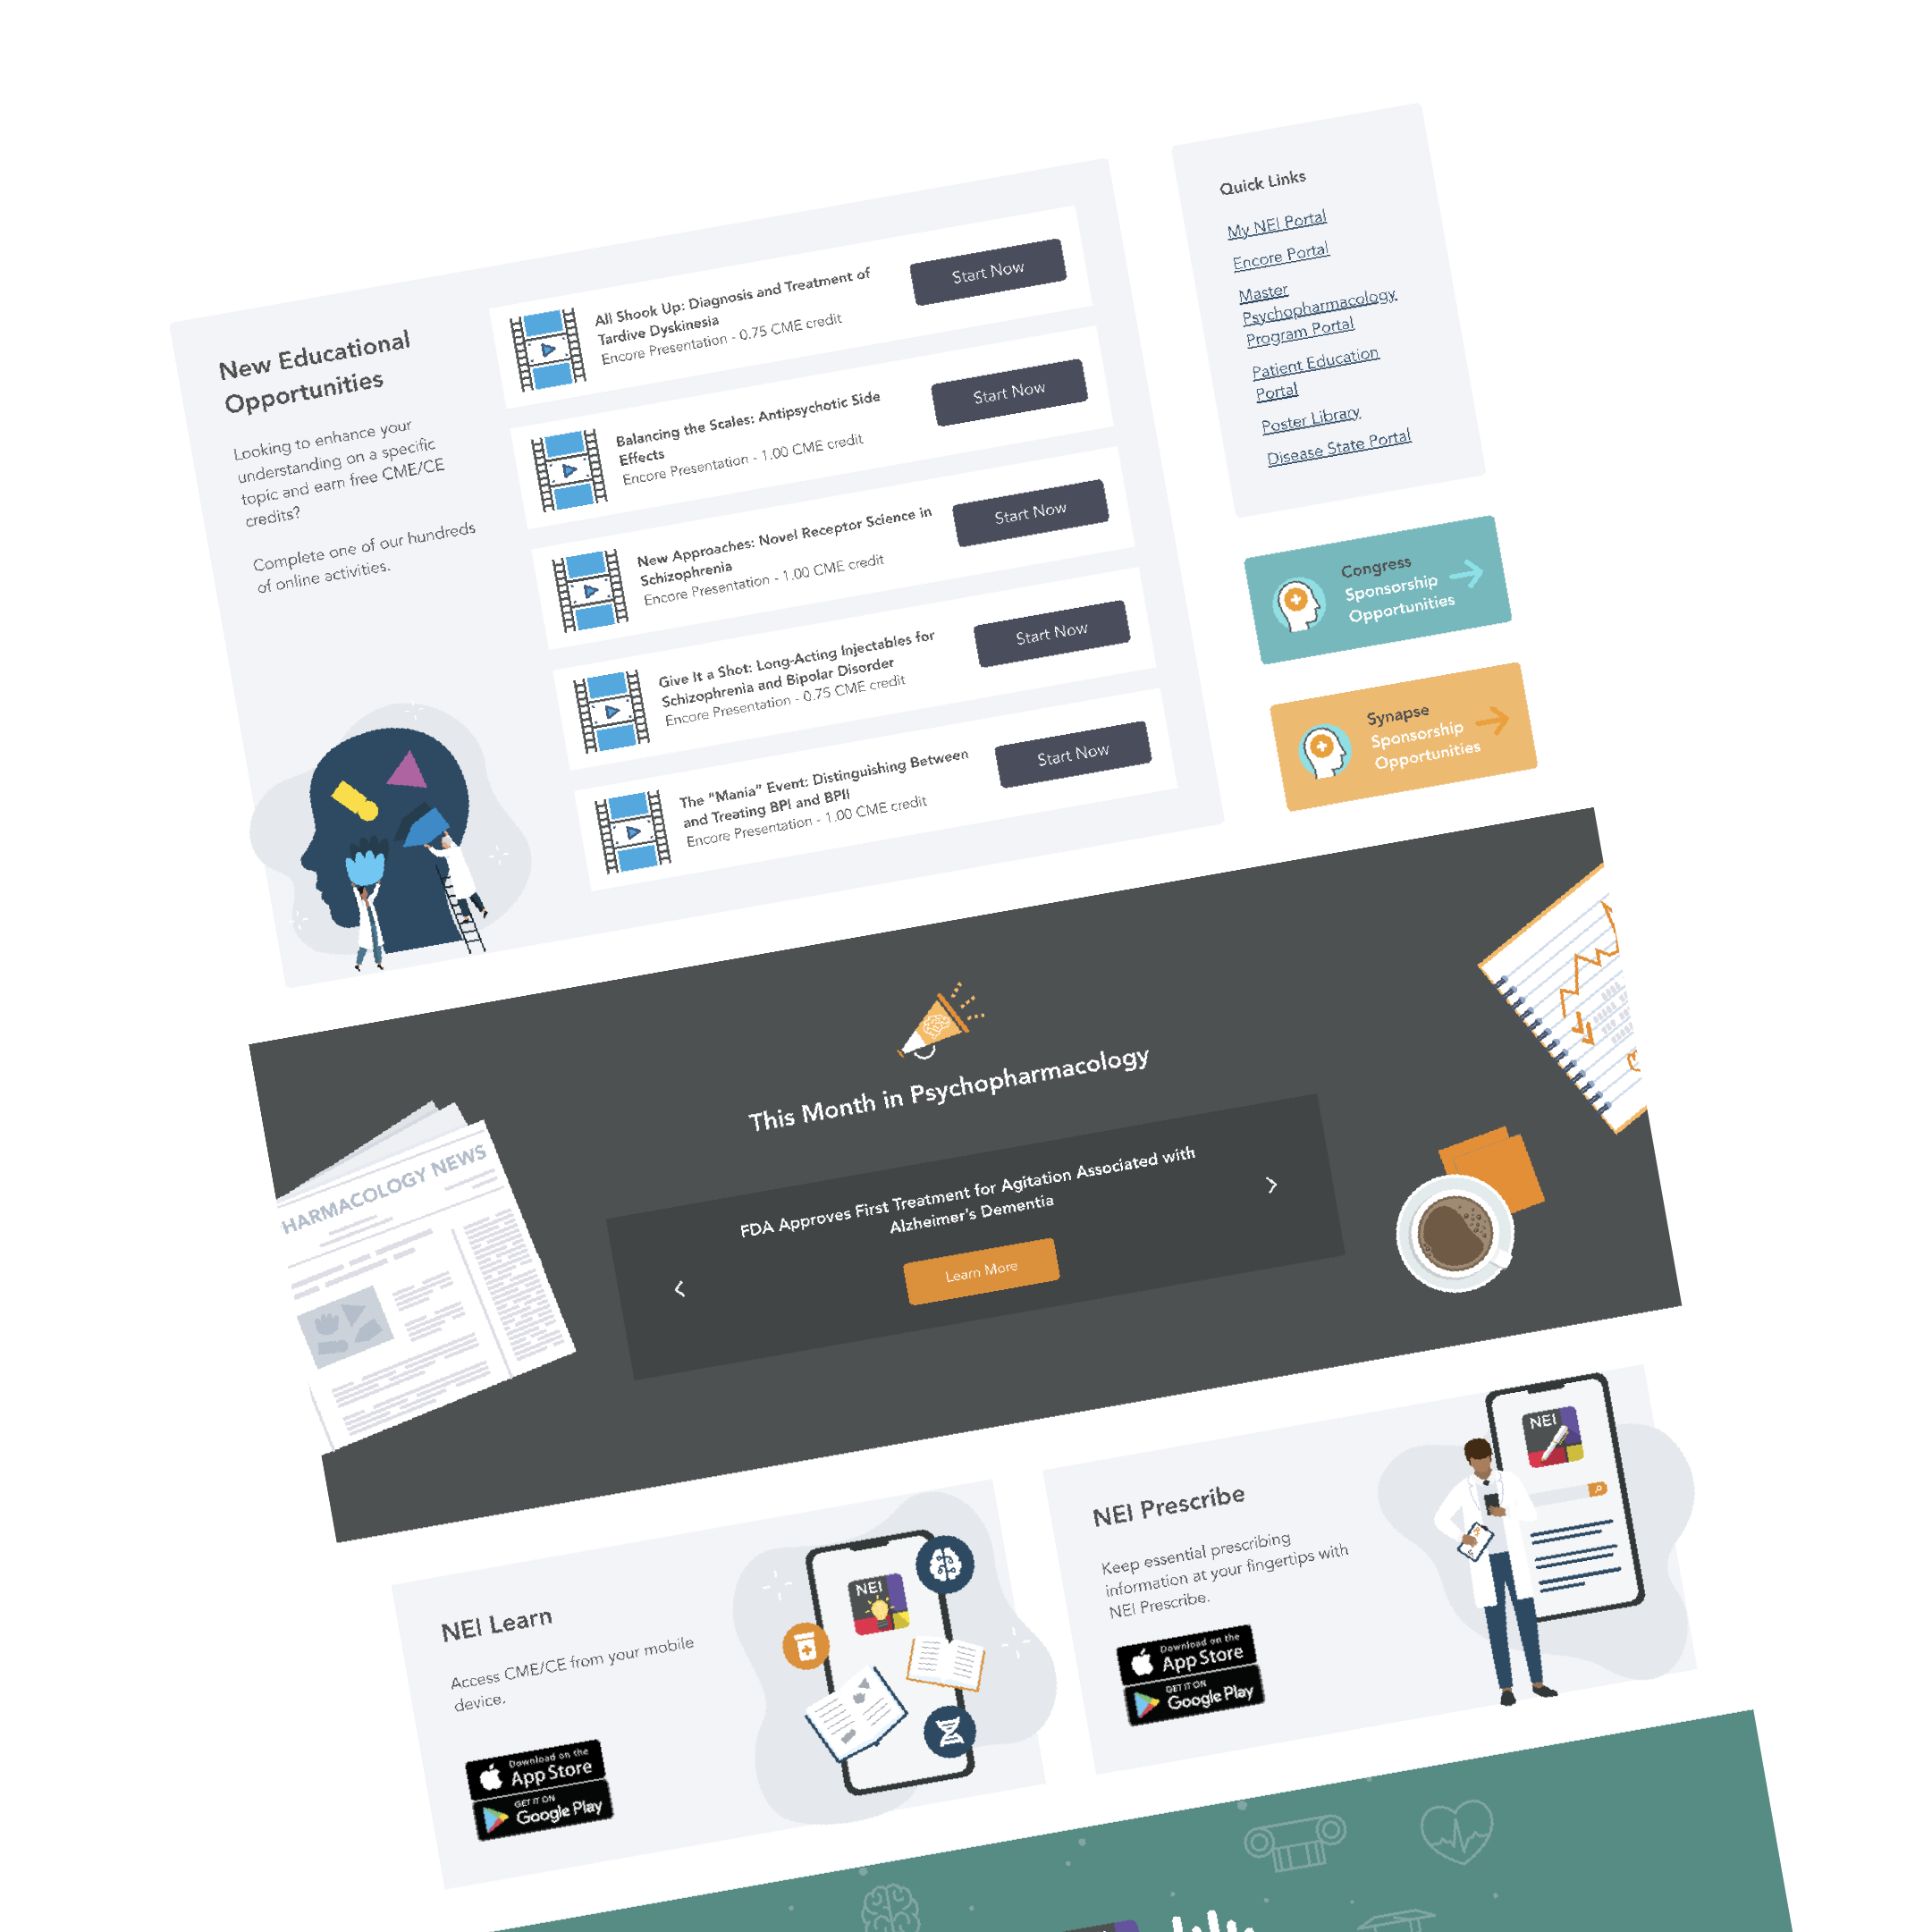 New Educational
Opportunities
Looking to enhance your
understanding on a specific
topic and earn free CME/CE
credits?
Complete one of our hundreds
of online activities.
All Shook Up: Diagnosis and Treatment of
Tardive Dyskinesia
Encore Presentation - 0.75 CME credit
Start Now
Balancing the Scales: Antipsychotic Side
Effects
Encore Presentation - 1.00 CME credit
Start Now
New Approaches: Novel Receptor Science in
Schizophrenia
Encore Presentation - 1.00 CME credit
Start Now
Give It a Shot: Long-Acting Injectables for
Schizophrenia and Bipolar Disorder
Encore Presentation - 0.75 CME credit
Start Now
The "Mania" Event: Distinguishing Between
and Treating BPI and BPII
Encore Presentation - 1.00 CME credit
Start Now
Quick Links
My NEI Portal
Encore Portal
Master
Psychopharmacology
Program Portal
Patient Education
Portal
Poster Library
Disease State Portal
Congress
Sponsorship
Opportunities
Synapse
Sponsorship
Opportunities
This Month in Psychopharmacology
HARMACOLOGY NEWS
FDA Approves First Treatment for Agitation Associated with
Alzheimer's Dementia
Learn More
NEI Learn
Access CME/CE from your mobile
device.
Download on the
App Store
GET IT ON
Google Play
NEI
NEI Prescribe
Keep essential prescribing
information at your fingertips with
NEI Prescribe.
Download on the
App Store
GET IT ON
Google Play
NEI